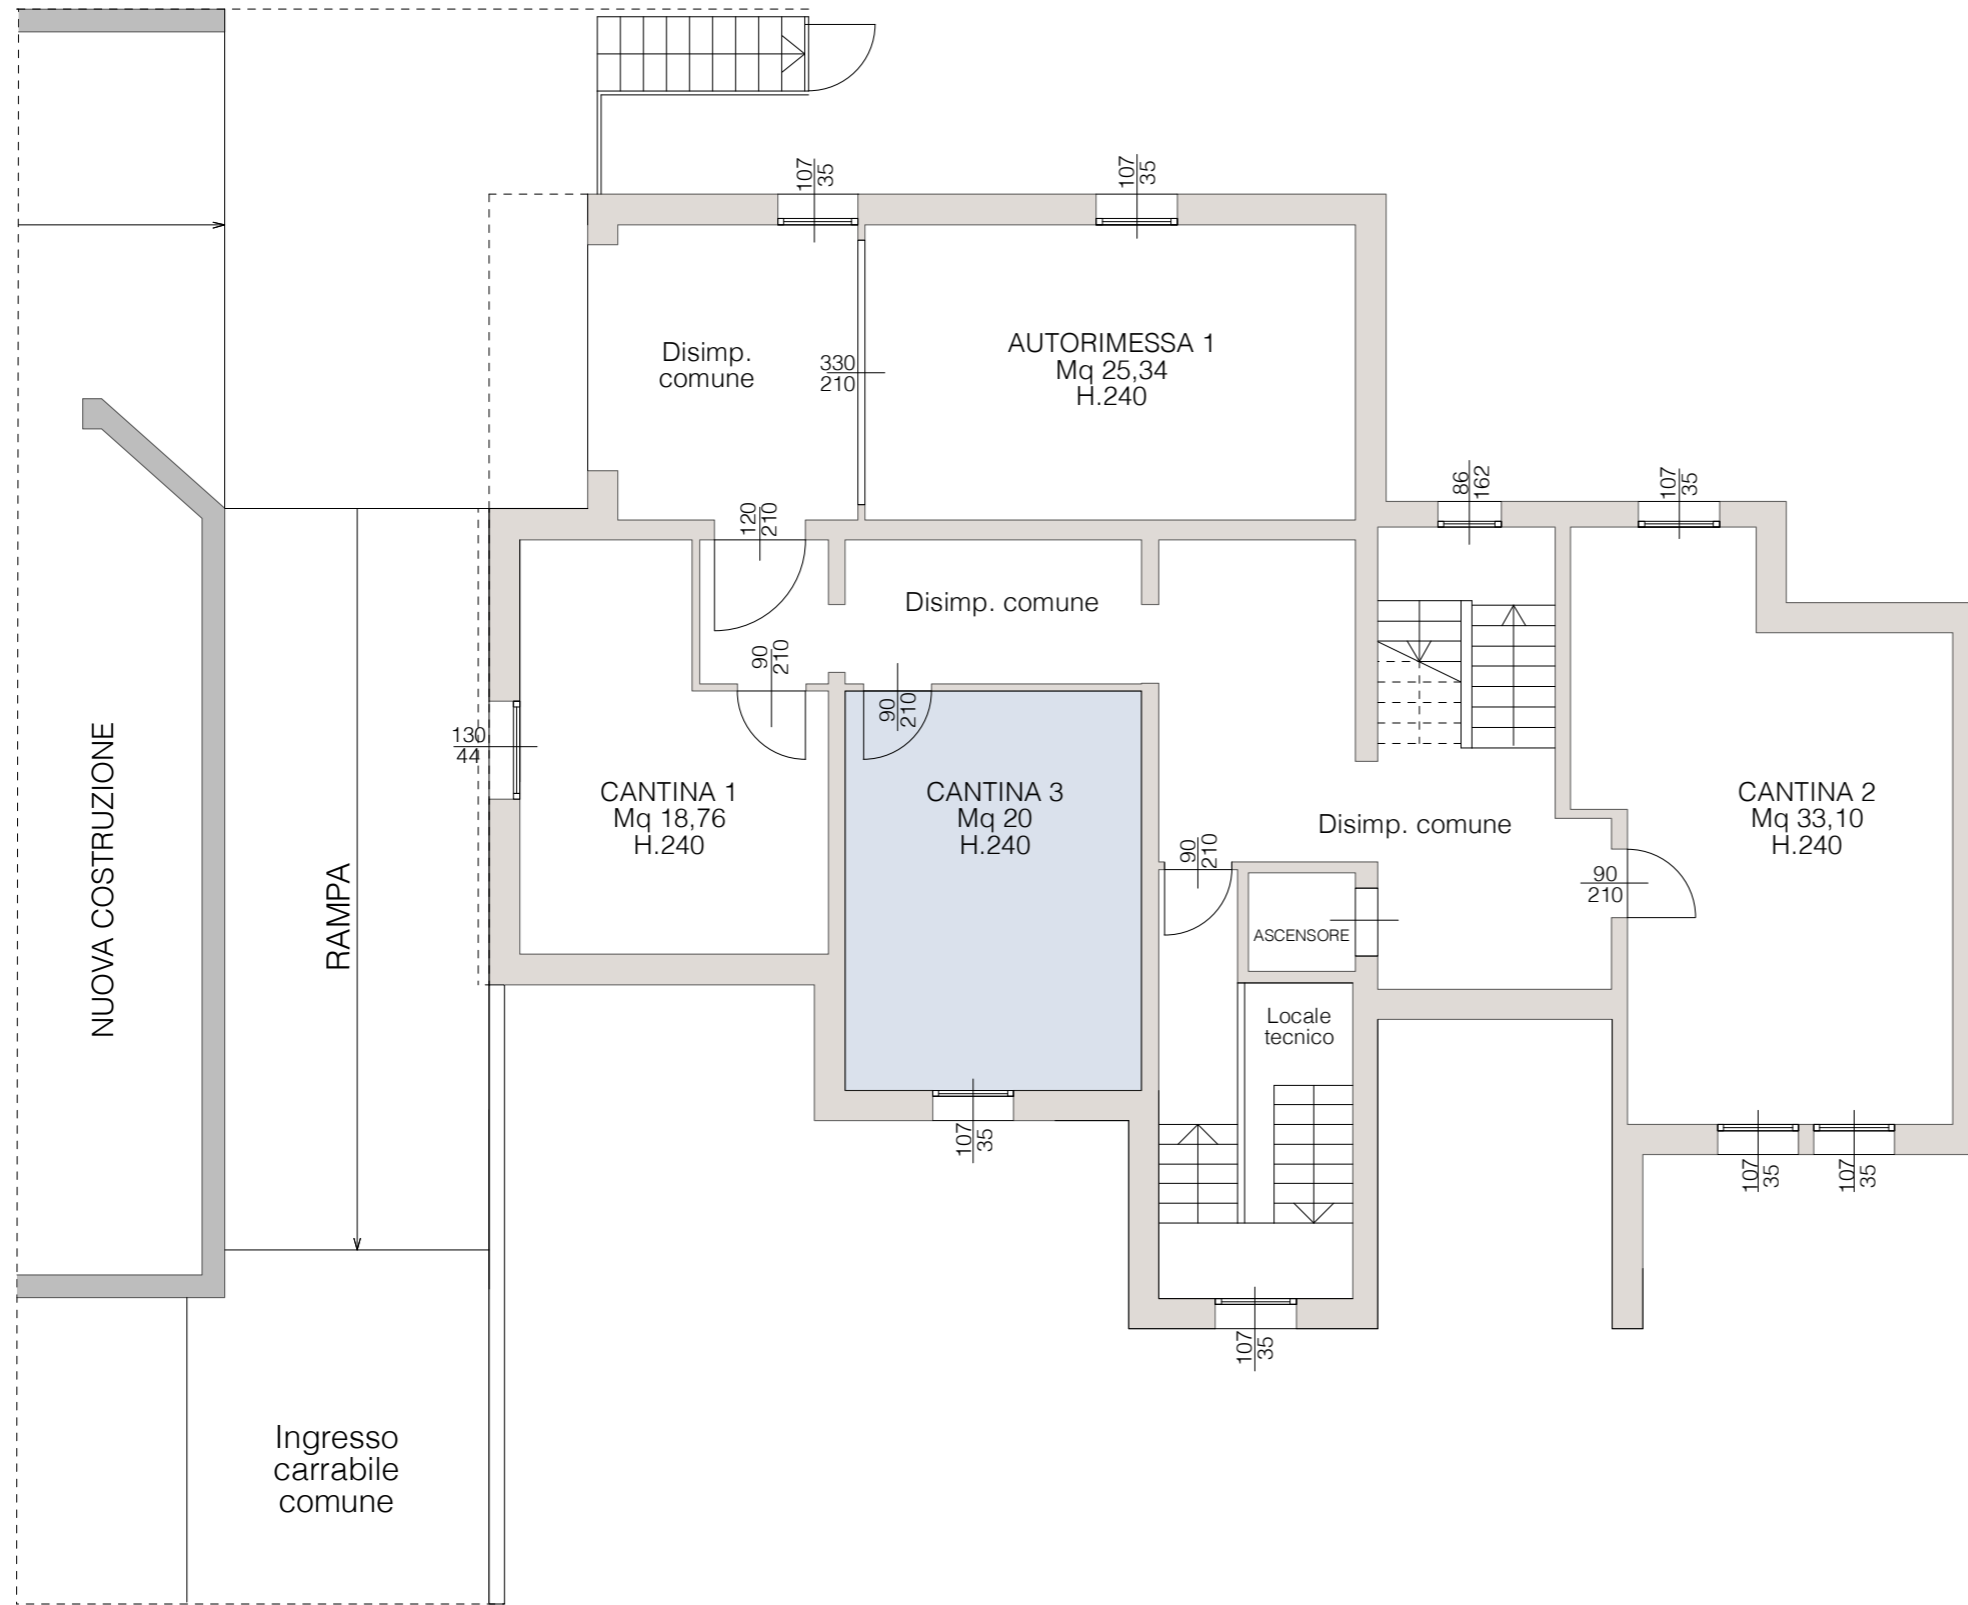 107
35
107
35
Disimp.
comune
330
210
AUTORIMESSA 1
Mq 25,34
H.240
86
162
107
35
120
210
Disimp. comune
90
210
90
210
130
44
CANTINA 1
Mq 18,76
H.240
CANTINA 3
Mq 20
H.240
CANTINA 2
Mq 33,10
H.240
Disimp. comune
90
210
90
210
NUOVA COSTRUZIONE
RAMPA
ASCENSORE
Locale
tecnico
107
35
107
35
107
35
107
35
Ingresso
carrabile
comune